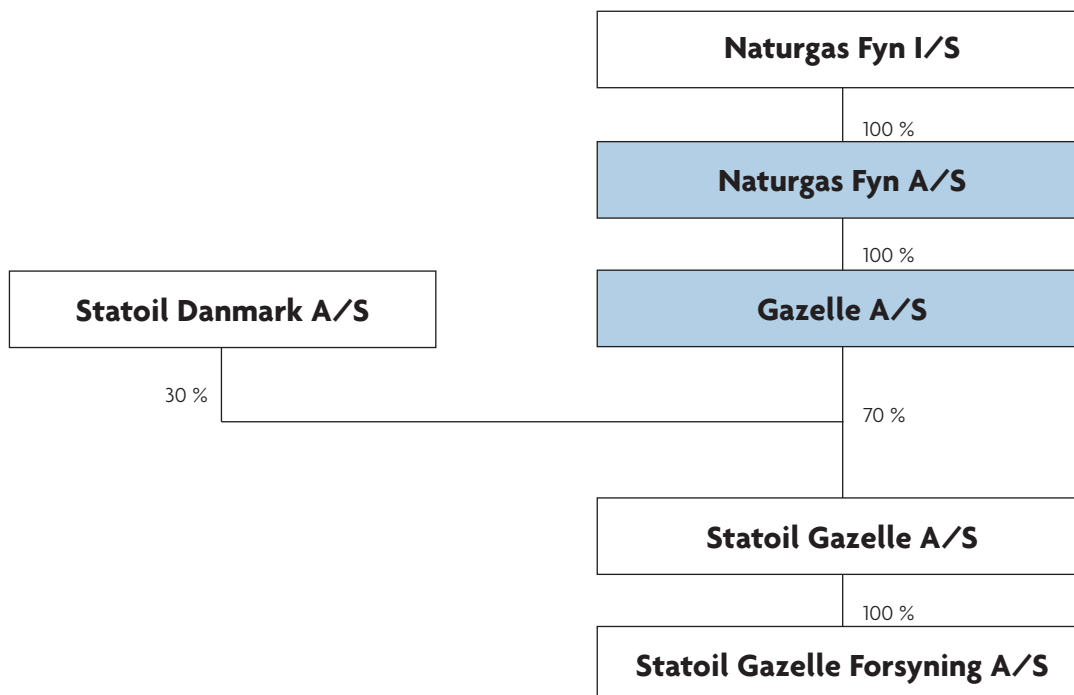 Naturgas Fyn I/S
100 %
Naturgas Fyn A/S
100 %
Statoil Danmark A/S
Gazelle A/S
30 %
70 %
Statoil Gazelle A/S
100 %
Statoil Gazelle Forsyning A/S